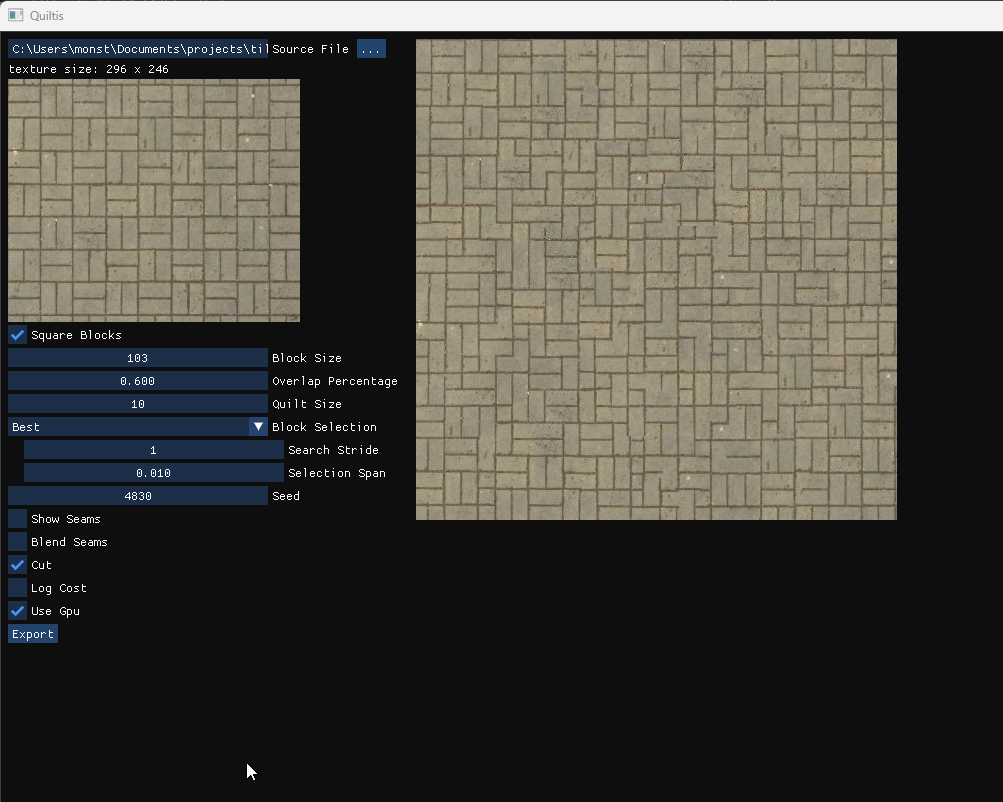 Quiltis
C:\Users\monst\Documents\projects\til Source File ...
texture size: 296 x 246
Square Blocks
103 Block Size
0.600 Overlap Percentage
10 Quilt Size
Best Block Selection
1 Search Stride
0.010 Selection Span
4830 Seed
Show Seams
Blend Seams
Cut
Log Cost
Use Gpu
Export